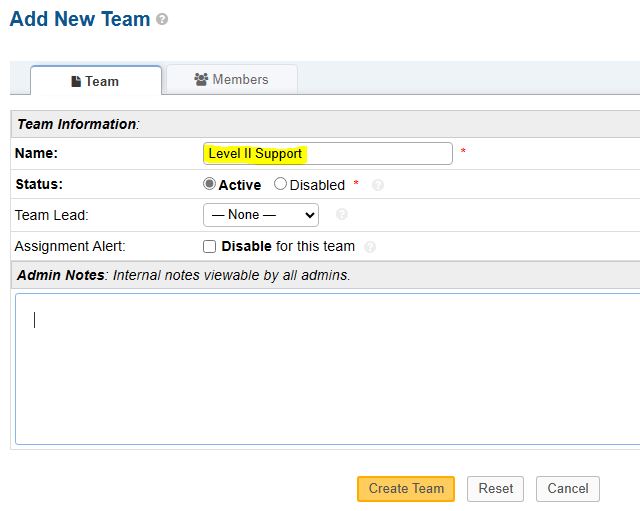 Add New Team ?
Team Members
Team Information:
Name: Level II Support *
Status: Active Disabled * ?
Team Lead: — None — ?
Assignment Alert: Disable for this team ?
Admin Notes: Internal notes viewable by all admins.
Create Team Reset Cancel